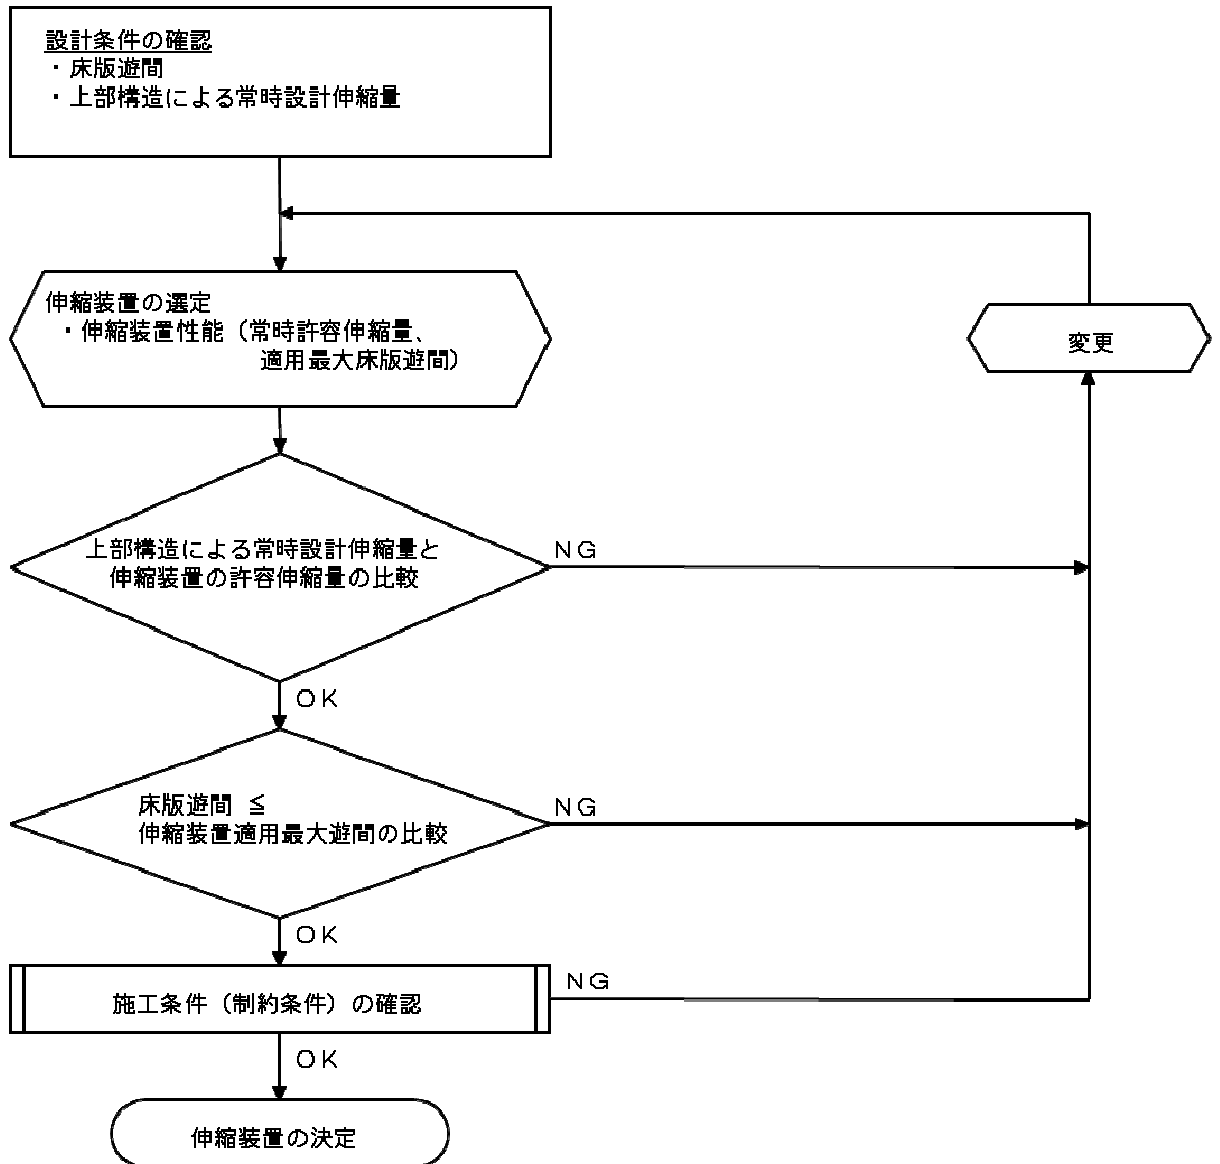 設計条件の確認
・床版遊間
・上部構造による常時設計伸縮量
伸縮装置の選定
・伸縮装置性能（常時許容伸縮量、
適用最大床版遊間）
変更
上部構造による常時設計伸縮量と
伸縮装置の許容伸縮量の比較
ＮＧ
ＯＫ
床版遊間 ≦
伸縮装置適用最大遊間の比較
ＮＧ
ＯＫ
施工条件（制約条件）の確認
ＮＧ
ＯＫ
伸縮装置の決定